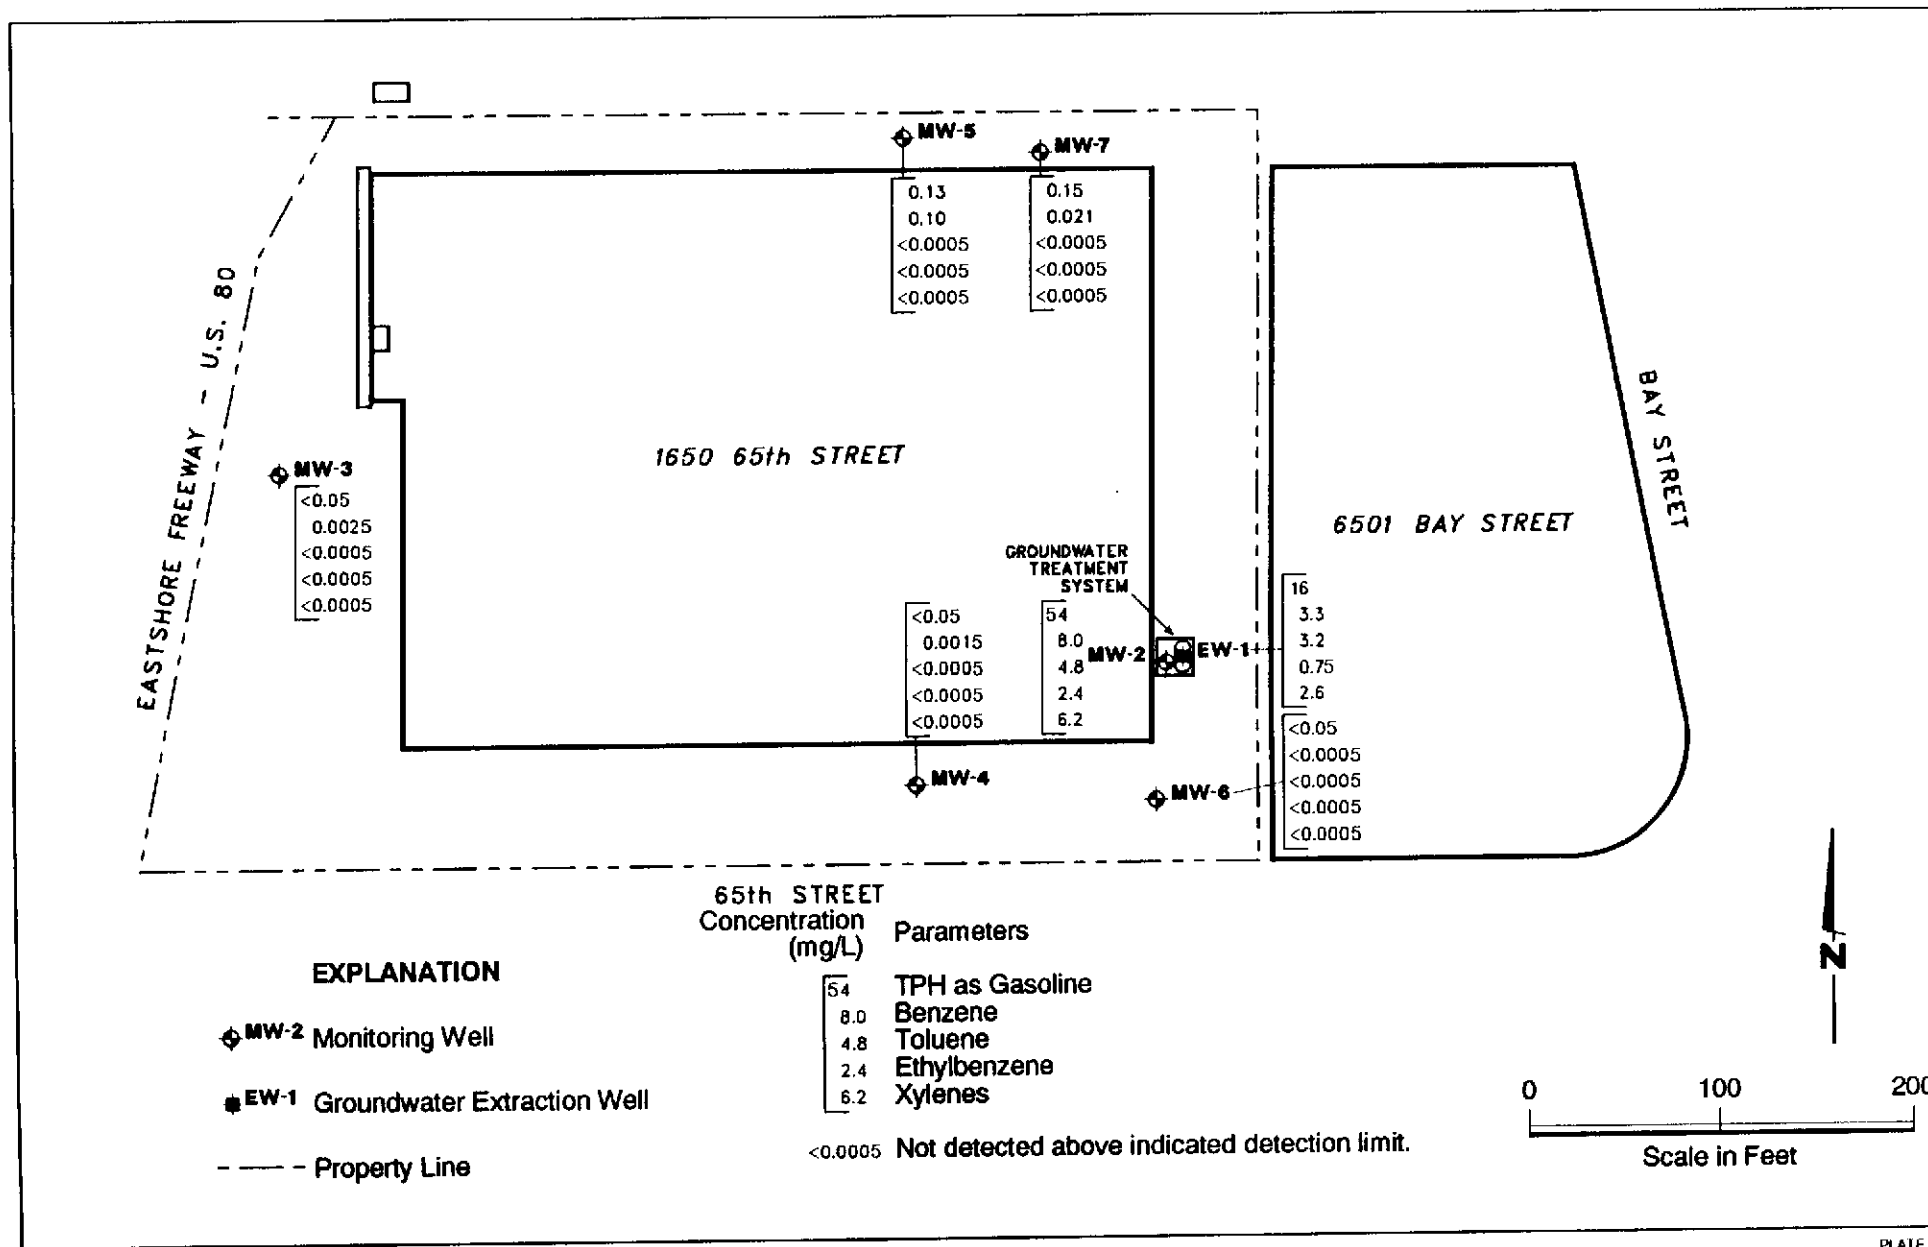 MW-5
MW-7
0.13
0.10
<0.0005
<0.0005
<0.0005
0.15
0.021
<0.0005
<0.0005
<0.0005
EASTSHORE FREEWAY - U.S. 80
1650 65th STREET
BAY STREET
6501 BAY STREET
MW-3
<0.05
0.0025
<0.0005
<0.0005
<0.0005
GROUNDWATER
TREATMENT
SYSTEM
<0.05
0.0015
<0.0005
<0.0005
<0.0005
54
8.0
4.8
2.4
6.2
MW-2
EW-1
16
3.3
3.2
0.75
2.6
<0.05
<0.0005
<0.0005
<0.0005
<0.0005
MW-4
MW-6
65th STREET
Concentration
(mg/L)
Parameters
EXPLANATION
MW-2 Monitoring Well
EW-1 Groundwater Extraction Well
Property Line
54 TPH as Gasoline
8.0 Benzene
4.8 Toluene
2.4 Ethylbenzene
6.2 Xylenes
<0.0005 Not detected above indicated detection limit.
N
0 100 200
Scale in Feet
PLATE